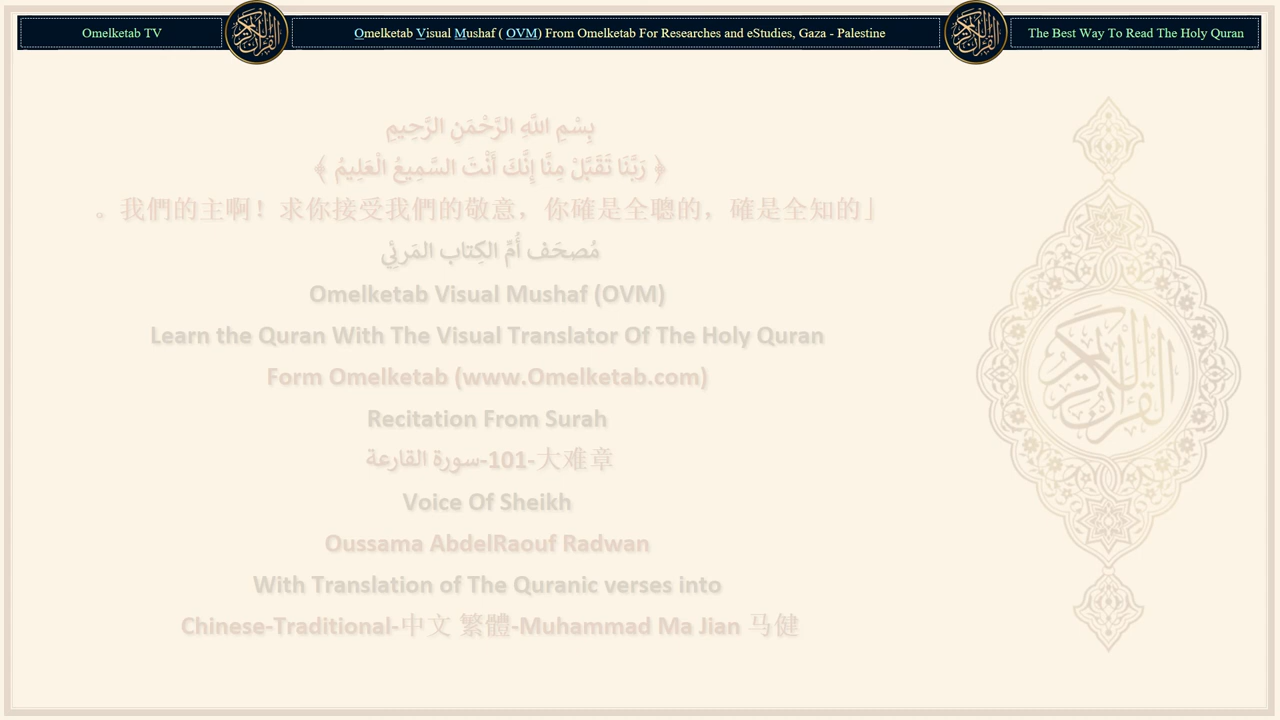 Omelketab TV
Omelketab Visual Mushaf ( OVM) From Omelketab For Researches and eStudies, Gaza - Palestine
The Best Way To Read The Holy Quran
بِسْمِ اللَّهِ الرَّحْمَنِ الرَّحِيمِ
﴿ رَبَّنَا تَقَبَّلْ مِنَّا إِنَّكَ أَنْتَ السَّمِيعُ الْعَلِيمُ ﴾
。我們的主啊！求你接受我們的敬意，你確是全聰的，確是全知的」
مُصحَف أُمِّ الكِتاب المَرئِي
Omelketab Visual Mushaf (OVM)
Learn the Quran With The Visual Translator Of The Holy Quran
Form Omelketab (www.Omelketab.com)
Recitation From Surah
سورة القارعة-101-大难章
Voice Of Sheikh
Oussama AbdelRaouf Radwan
With Translation of The Quranic verses into
Chinese-Traditional-中文 繁體-Muhammad Ma Jian 马健
القرآن الكريم